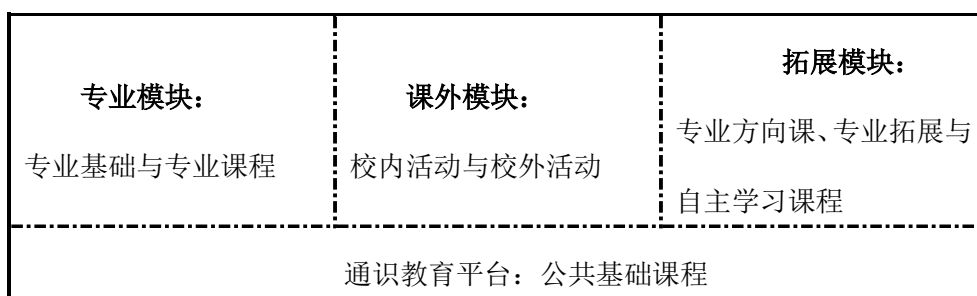 专业模块：
专业基础与专业课程
课外模块：
校内活动与校外活动
拓展模块：
专业方向课、专业拓展与
自主学习课程
通识教育平台：公共基础课程